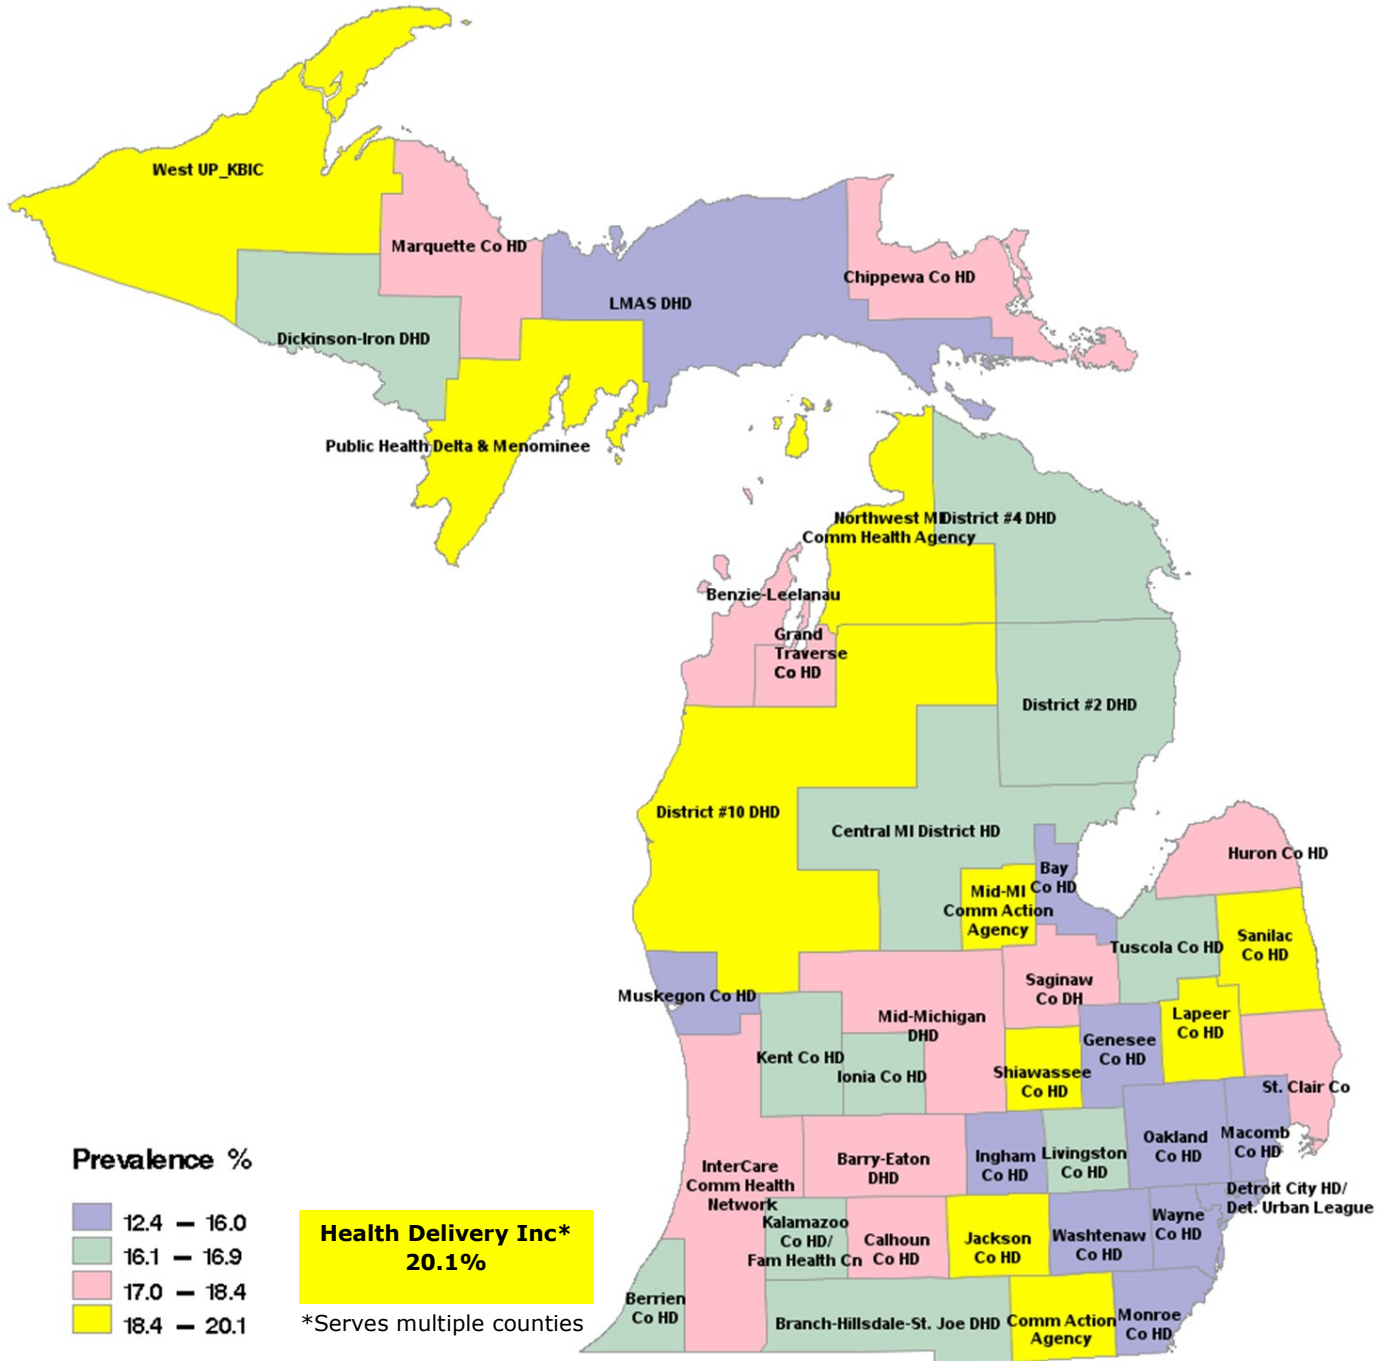 West UP_KBIC
Marquette Co HD
Chippewa Co HD
LMAS DHD
Dickinson-Iron DHD
Public Health Delta & Menominee
Northwest MI
Comm Health Agency
District #4 DHD
Benzie-Leelanau
Grand
Traverse
Co HD
District #2 DHD
District #10 DHD
Central MI District HD
Huron Co HD
Bay
Co HD
Mid-MI
Comm Action
Agency
Tuscola Co HD
Sanilac
Co HD
Muskegon Co HD
Saginaw
Co DH
Mid-Michigan
DHD
Lapeer
Co HD
Genesee
Co HD
Kent Co HD
Ionia Co HD
Shiawassee
Co HD
St. Clair Co
InterCare
Comm Health
Network
Barry-Eaton
DHD
Ingham
Co HD
Livingston
Co HD
Oakland
Co HD
Macomb
Co HD
Detroit City HD/
Det. Urban League
Kalamazoo
Co HD/
Fam Health Cn
Calhoun
Co HD
Jackson
Co HD
Washtenaw
Co HD
Wayne
Co HD
Berrien
Co HD
Branch-Hillsdale-St. Joe DHD
Comm Action
Agency
Monroe
Co HD
Prevalence %
12.4 — 16.0
16.1 — 16.9
17.0 — 18.4
18.4 — 20.1
Health Delivery Inc*
20.1%
*Serves multiple counties